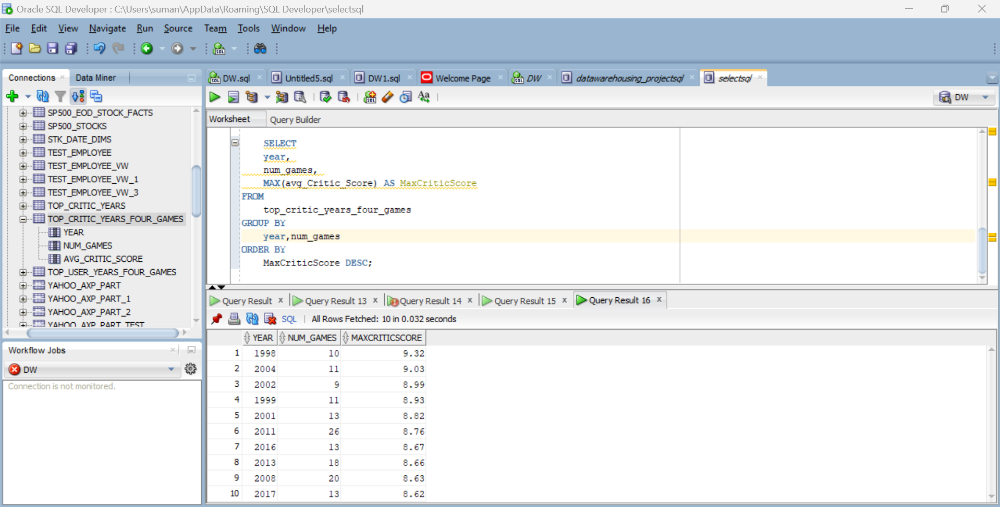 Oracle SQL Developer : C:\Users\suman\AppData\Roaming\SQL Developer\selectsql
File Edit View Navigate Run Source Team Tools Window Help
Connections Data Miner
SP500_EOD_STOCK_FACTS
SP500_STOCKS
STK_DATE_DIMS
TEST_EMPLOYEE
TEST_EMPLOYEE_VW
TEST_EMPLOYEE_VW_1
TEST_EMPLOYEE_VW_3
TOP_CRITIC_YEARS
TOP_CRITIC_YEARS_FOUR_GAMES
YEAR
NUM_GAMES
AVG_CRITIC_SCORE
TOP_USER_YEARS_FOUR_GAMES
YAHOO_AXP_PART
YAHOO_AXP_PART_1
YAHOO_AXP_PART_2
YAHOO_AXP_PART_TEST
Workflow Jobs
DW
Connection is not monitored.
DW.sql Untitled5.sql DW1.sql Welcome Page DW datawarehousing_projectsql selectsql
DW
Worksheet Query Builder
SELECT
year,
num_games,
MAX(avg_Critic_Score) AS MaxCriticScore
FROM
top_critic_years_four_games
GROUP BY
year,num_games
ORDER BY
MaxCriticScore DESC;
Query Result Query Result 13 Query Result 14 Query Result 15 Query Result 16
SQL All Rows Fetched: 10 in 0.032 seconds
YEAR NUM_GAMES MAXCRITICSCORE
1 1998 10 9.32
2 2004 11 9.03
3 2002 9 8.99
4 1999 11 8.93
5 2001 13 8.82
6 2011 26 8.76
7 2016 13 8.67
8 2013 18 8.66
9 2008 20 8.63
10 2017 13 8.62